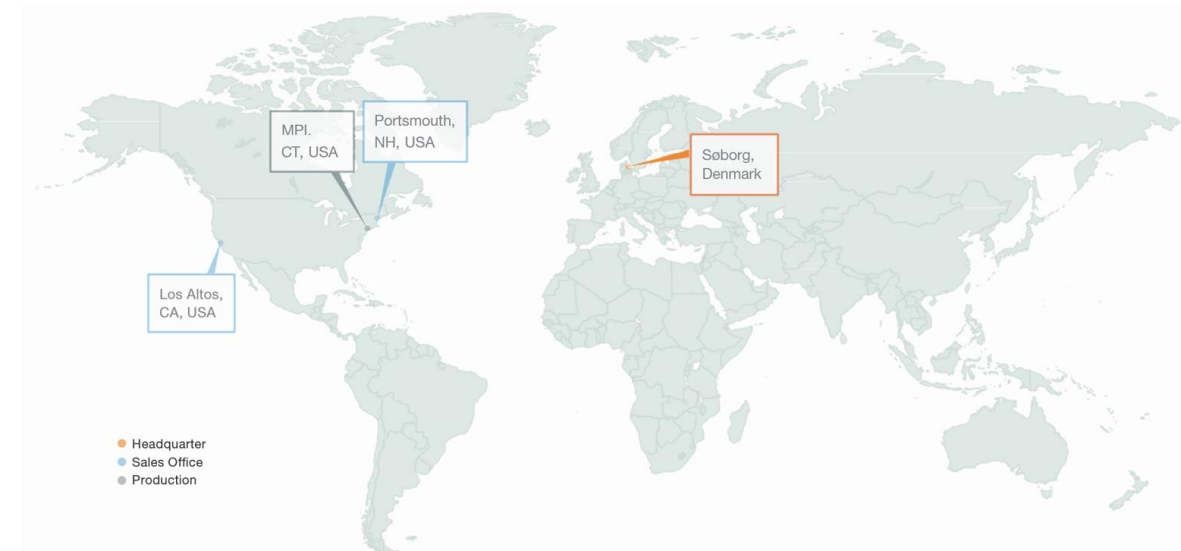 MPI.
CT, USA
Portsmouth,
NH, USA
Søborg,
Denmark
Los Altos,
CA, USA
Headquarter
Sales Office
Production